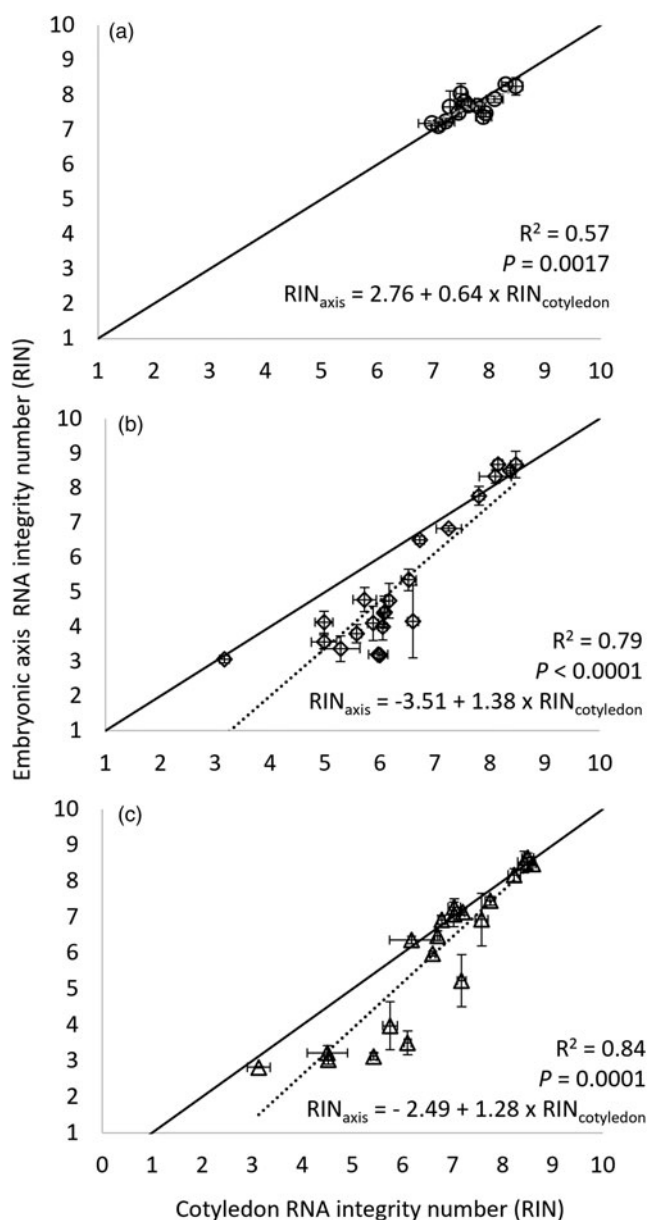 Embryonic axis RNA integrity number (RIN)
(a)
10
9
8
7
6
5
4
3
2
1
R² = 0.57
P = 0.0017
RINaxis = 2.76 + 0.64 x RINcotyledon
1 2 3 4 5 6 7 8 9 10
(b)
10
9
8
7
6
5
4
3
2
1
R² = 0.79
P < 0.0001
RINaxis = -3.51 + 1.38 x RINcotyledon
1 2 3 4 5 6 7 8 9 10
(c)
10
9
8
7
6
5
4
3
2
1
R² = 0.84
P = 0.0001
RINaxis = - 2.49 + 1.28 x RINcotyledon
0 1 2 3 4 5 6 7 8 9 10
Cotyledon RNA integrity number (RIN)